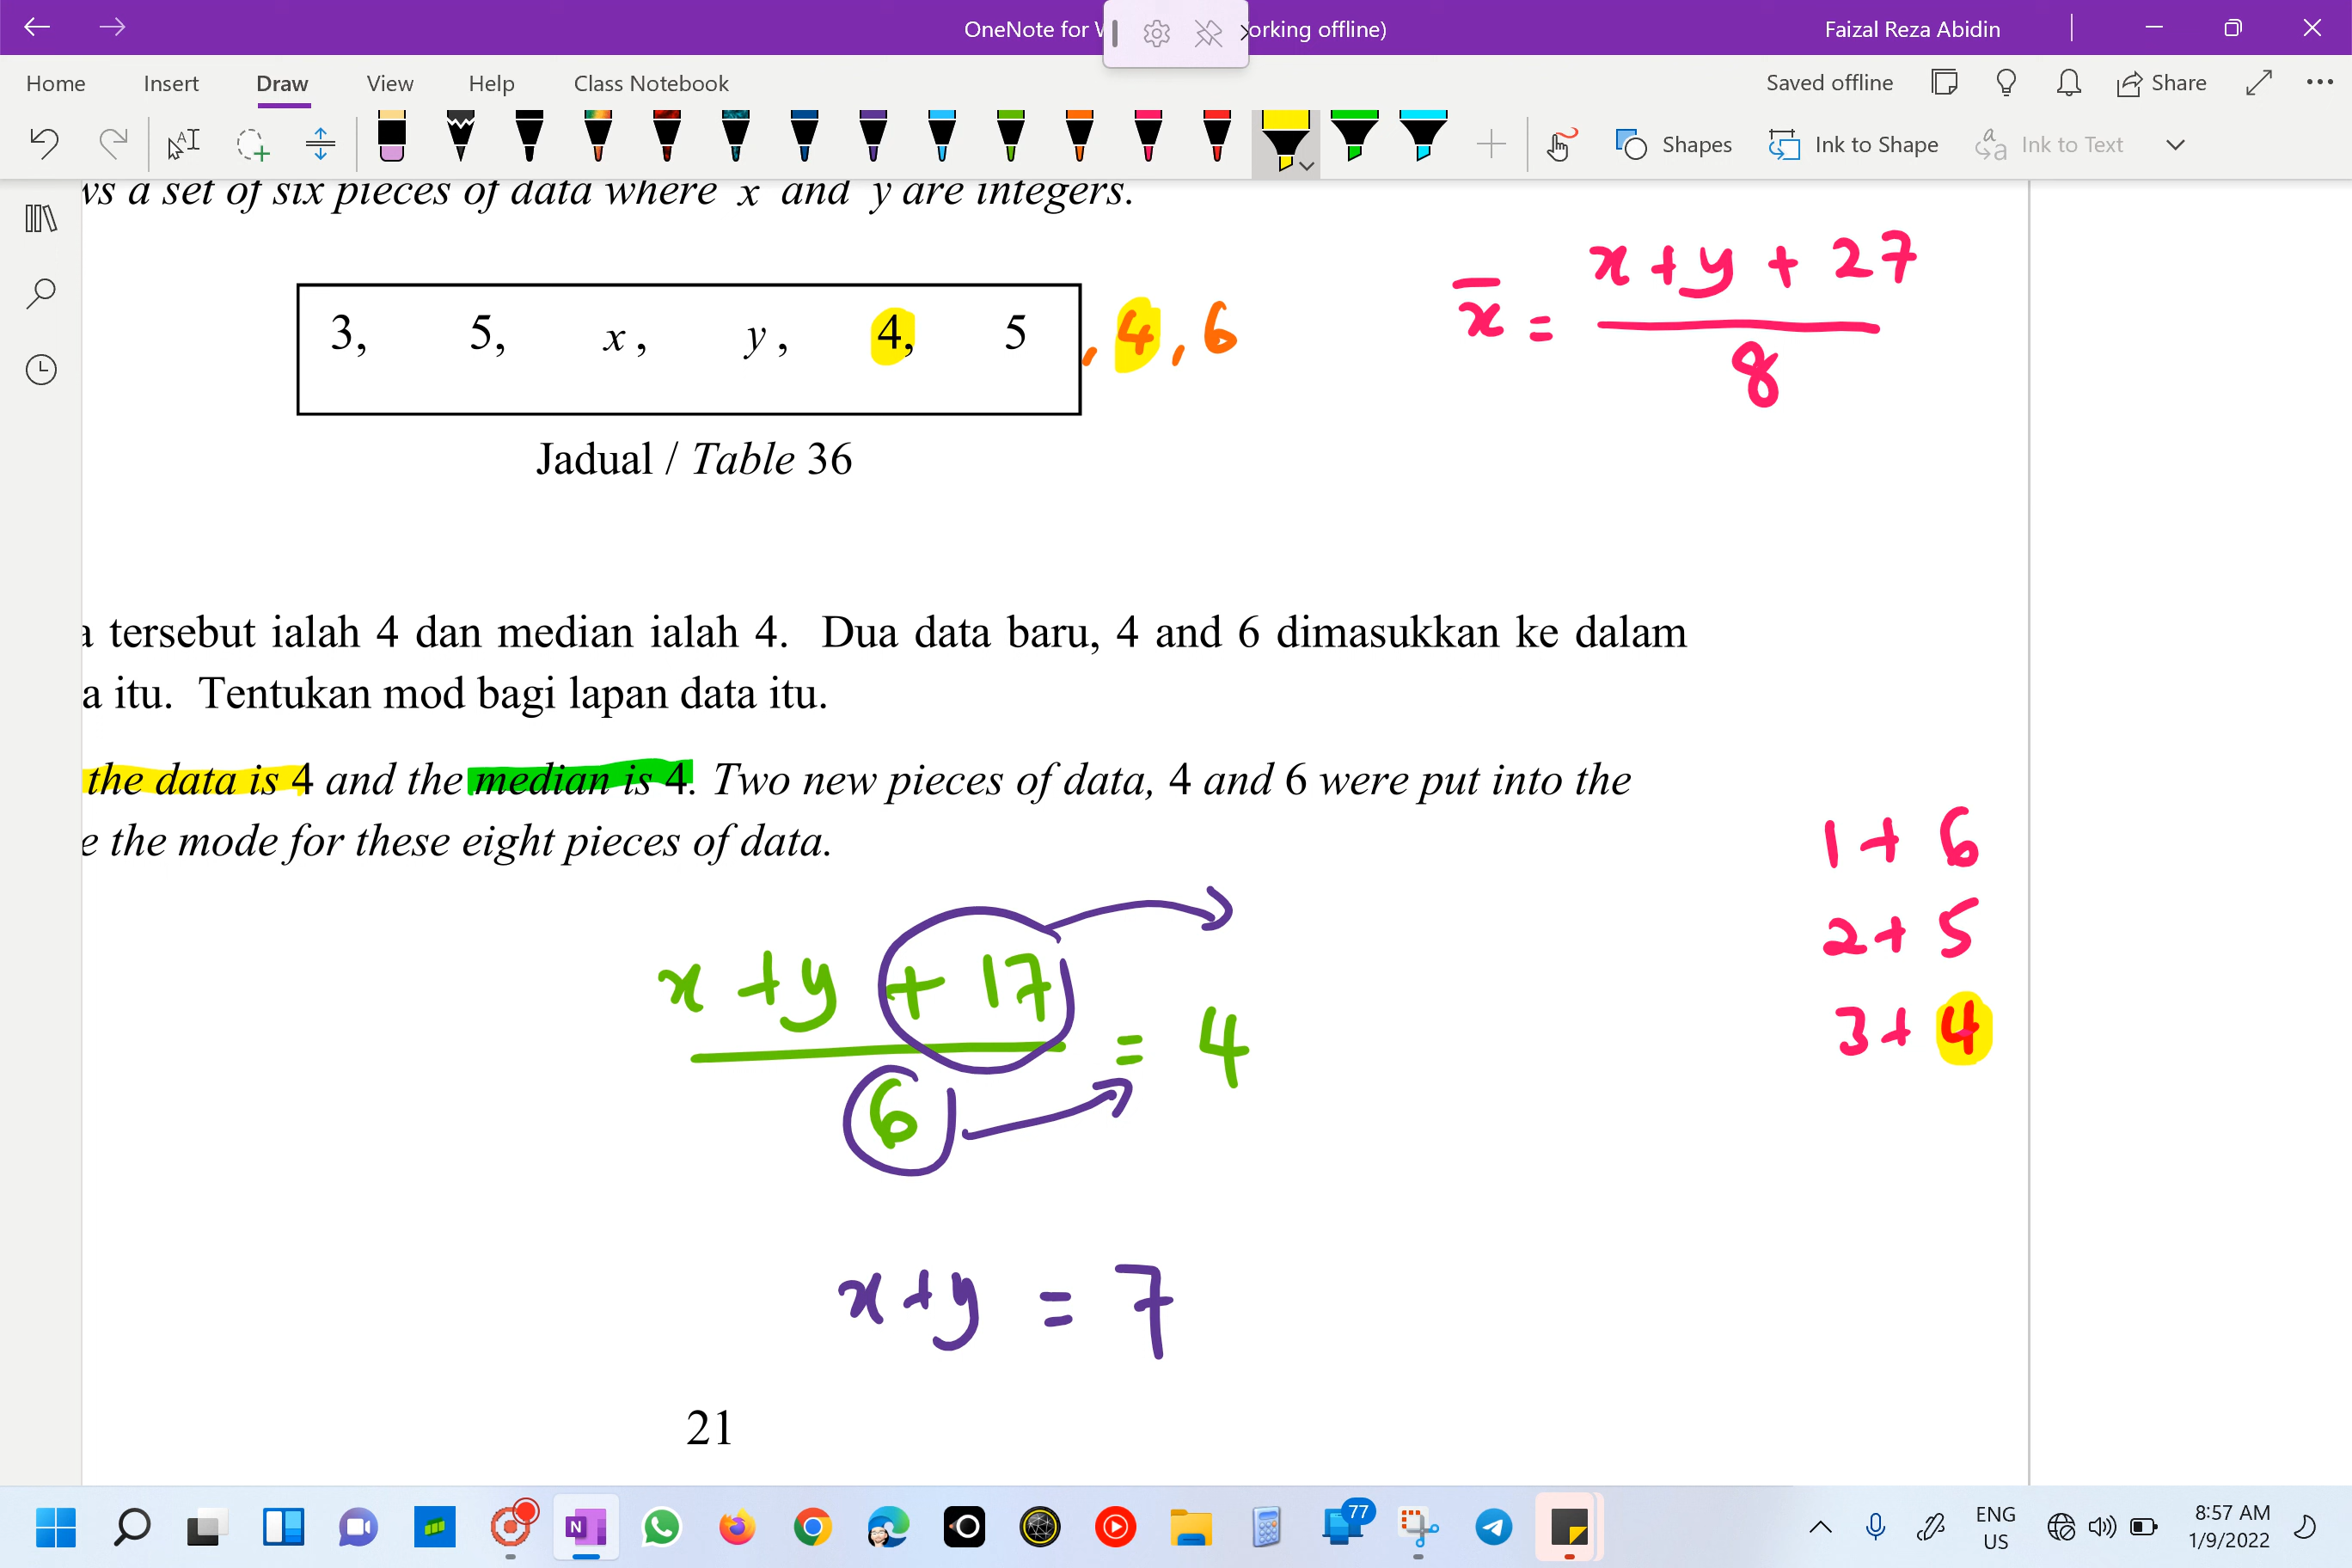 OneNote for W orking offline)
Faizal Reza Abidin
Home Insert Draw View Help Class Notebook
Saved offline Share
Shapes Ink to Shape Ink to Text
ws a set of six pieces of data where x and y are integers.
3, 5, x, y, 4, 5 , 4, 6
x̄ = (x + y + 27) / 8
Jadual / Table 36
a tersebut ialah 4 dan median ialah 4. Dua data baru, 4 and 6 dimasukkan ke dalam
a itu. Tentukan mod bagi lapan data itu.
the data is 4 and the median is 4. Two new pieces of data, 4 and 6 were put into the
e the mode for these eight pieces of data.
1 + 6
2 + 5
3 + 4
x + y + 17
6
= 4
x + y = 7
21
77
ENG
US
8:57 AM
1/9/2022